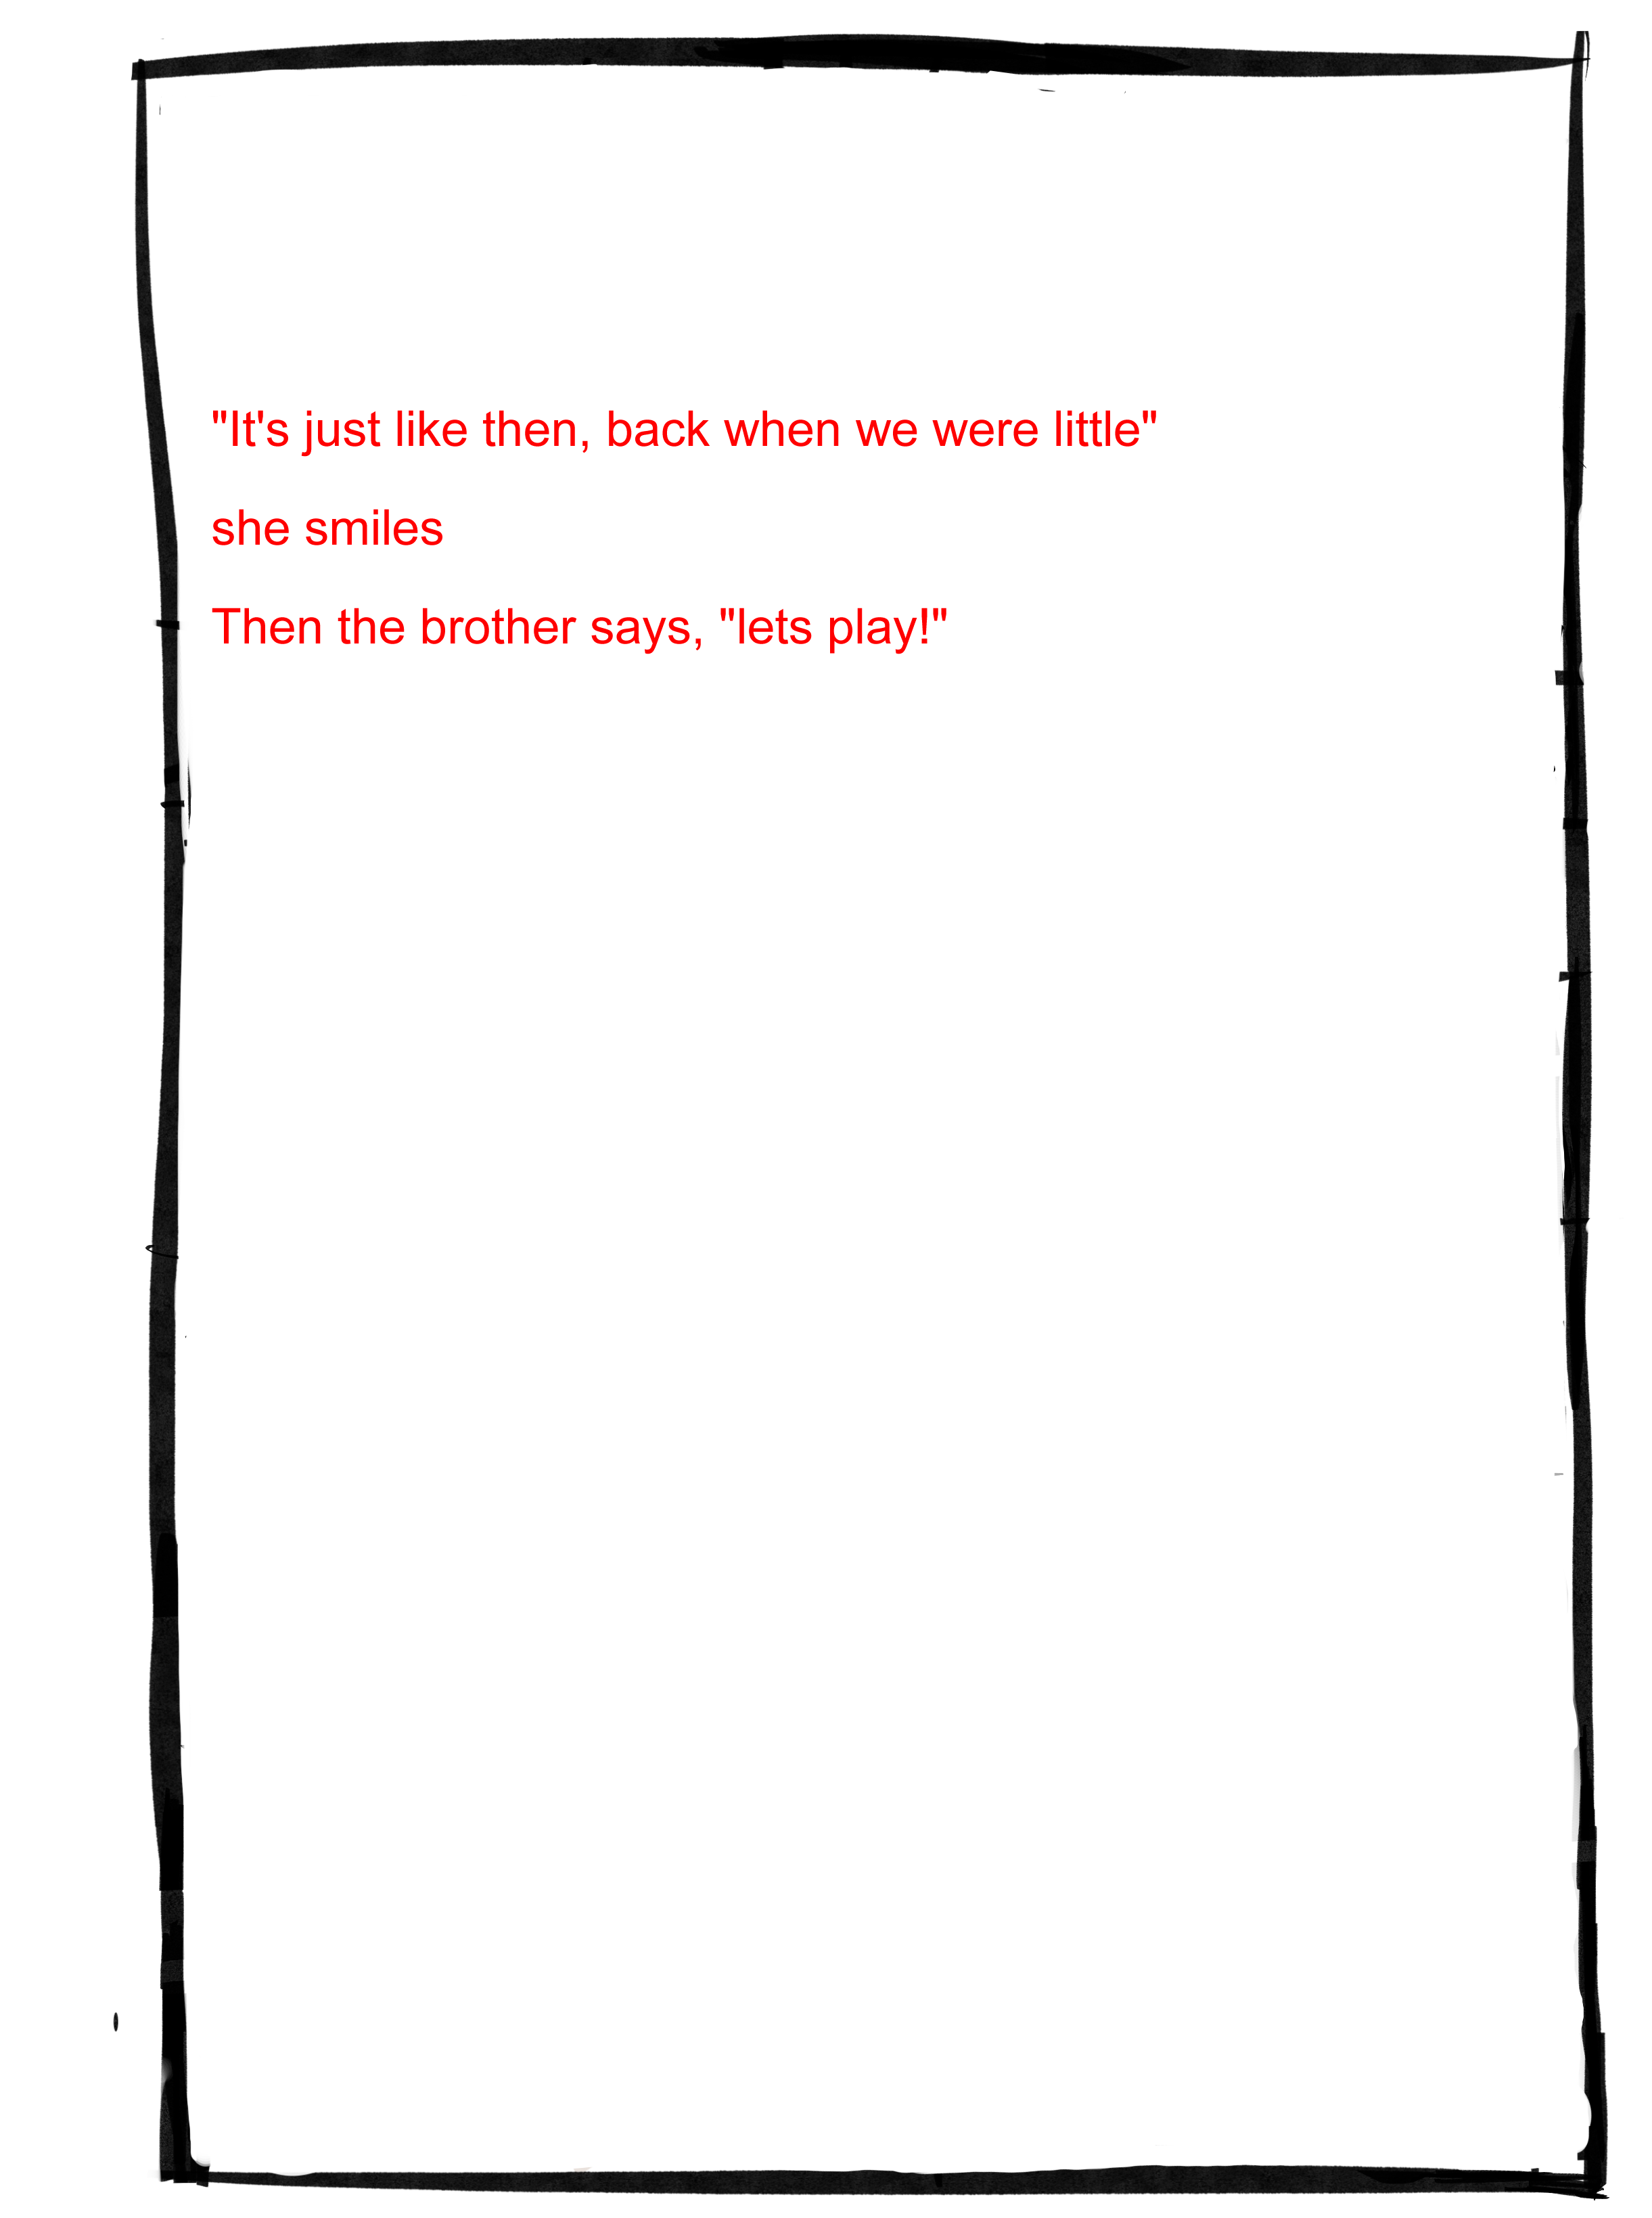 "It's just like then, back when we were little"
she smiles
Then the brother says, "lets play!"